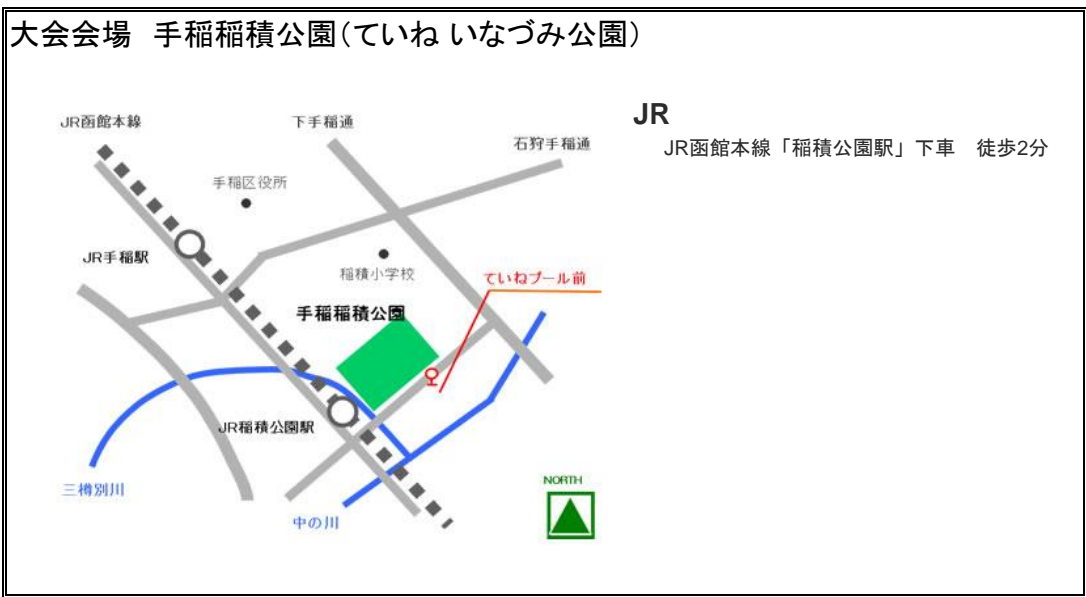 大会会場　手稲稲積公園(ていね いなづみ公園)
JR函館本線
下手稲通
石狩手稲通
JR
JR函館本線「稲積公園駅」下車　徒歩2分
手稲区役所
JR手稲駅
稲積小学校
ていねプール前
手稲稲積公園
JR稲積公園駅
三樽別川
中の川
NORTH